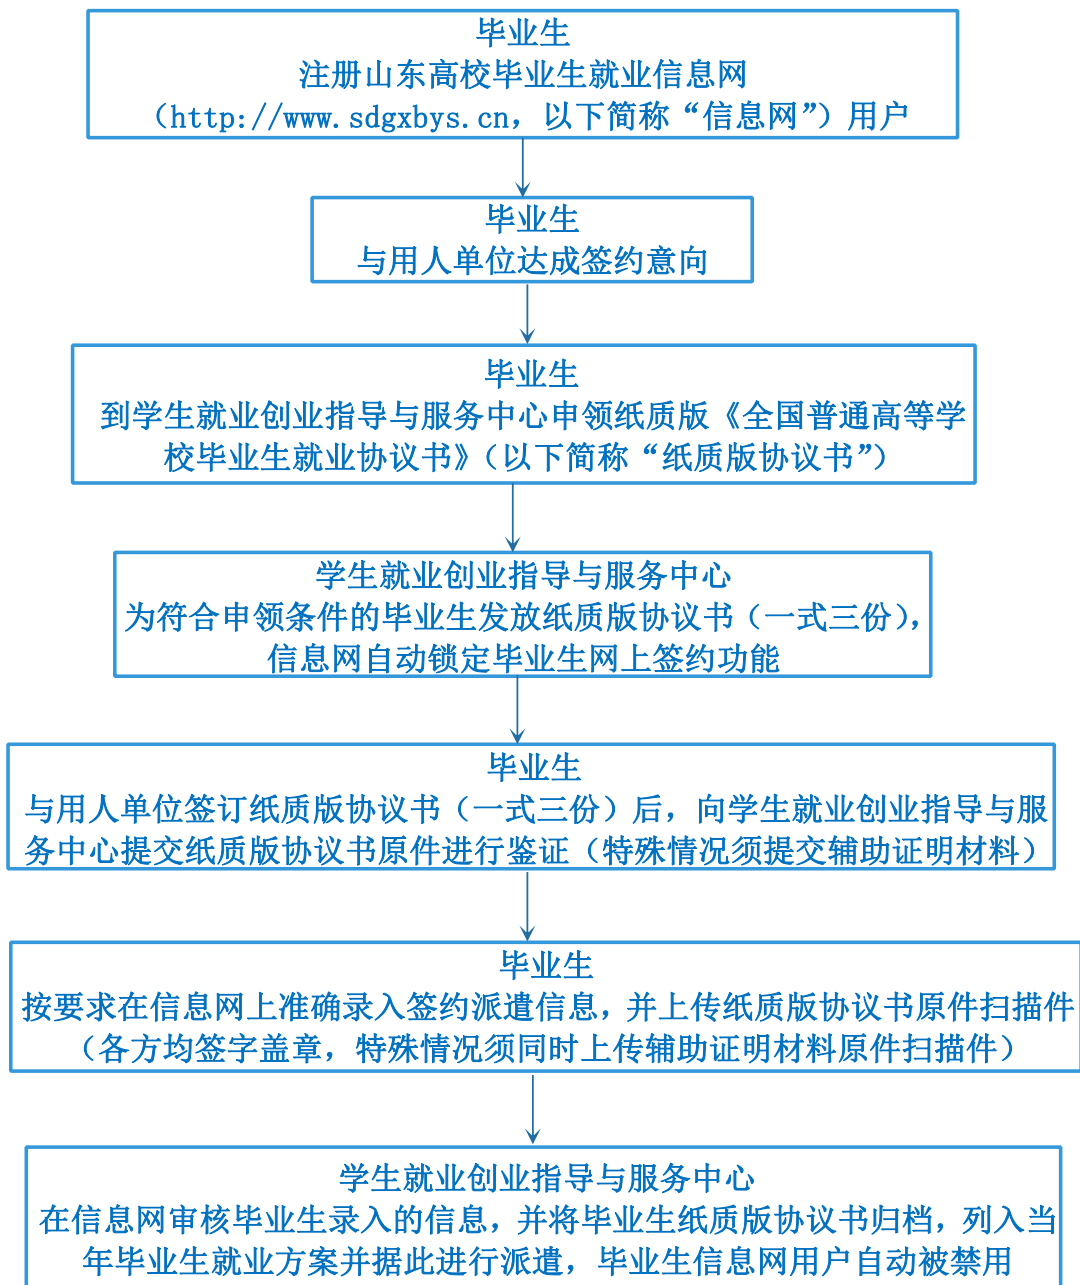 毕业生
注册山东高校毕业生就业信息网
（http://www.sdgxbys.cn，以下简称“信息网”）用户
毕业生
与用人单位达成签约意向
毕业生
到学生就业创业指导与服务中心申领纸质版《全国普通高等学
校毕业生就业协议书》（以下简称“纸质版协议书”）
学生就业创业指导与服务中心
为符合申领条件的毕业生发放纸质版协议书（一式三份），
信息网自动锁定毕业生网上签约功能
毕业生
与用人单位签订纸质版协议书（一式三份）后，向学生就业创业指导与服
务中心提交纸质版协议书原件进行鉴证（特殊情况须提交辅助证明材料）
毕业生
按要求在信息网上准确录入签约派遣信息，并上传纸质版协议书原件扫描件
（各方均签字盖章，特殊情况须同时上传辅助证明材料原件扫描件）
学生就业创业指导与服务中心
在信息网审核毕业生录入的信息，并将毕业生纸质版协议书归档，列入当
年毕业生就业方案并据此进行派遣，毕业生信息网用户自动被禁用